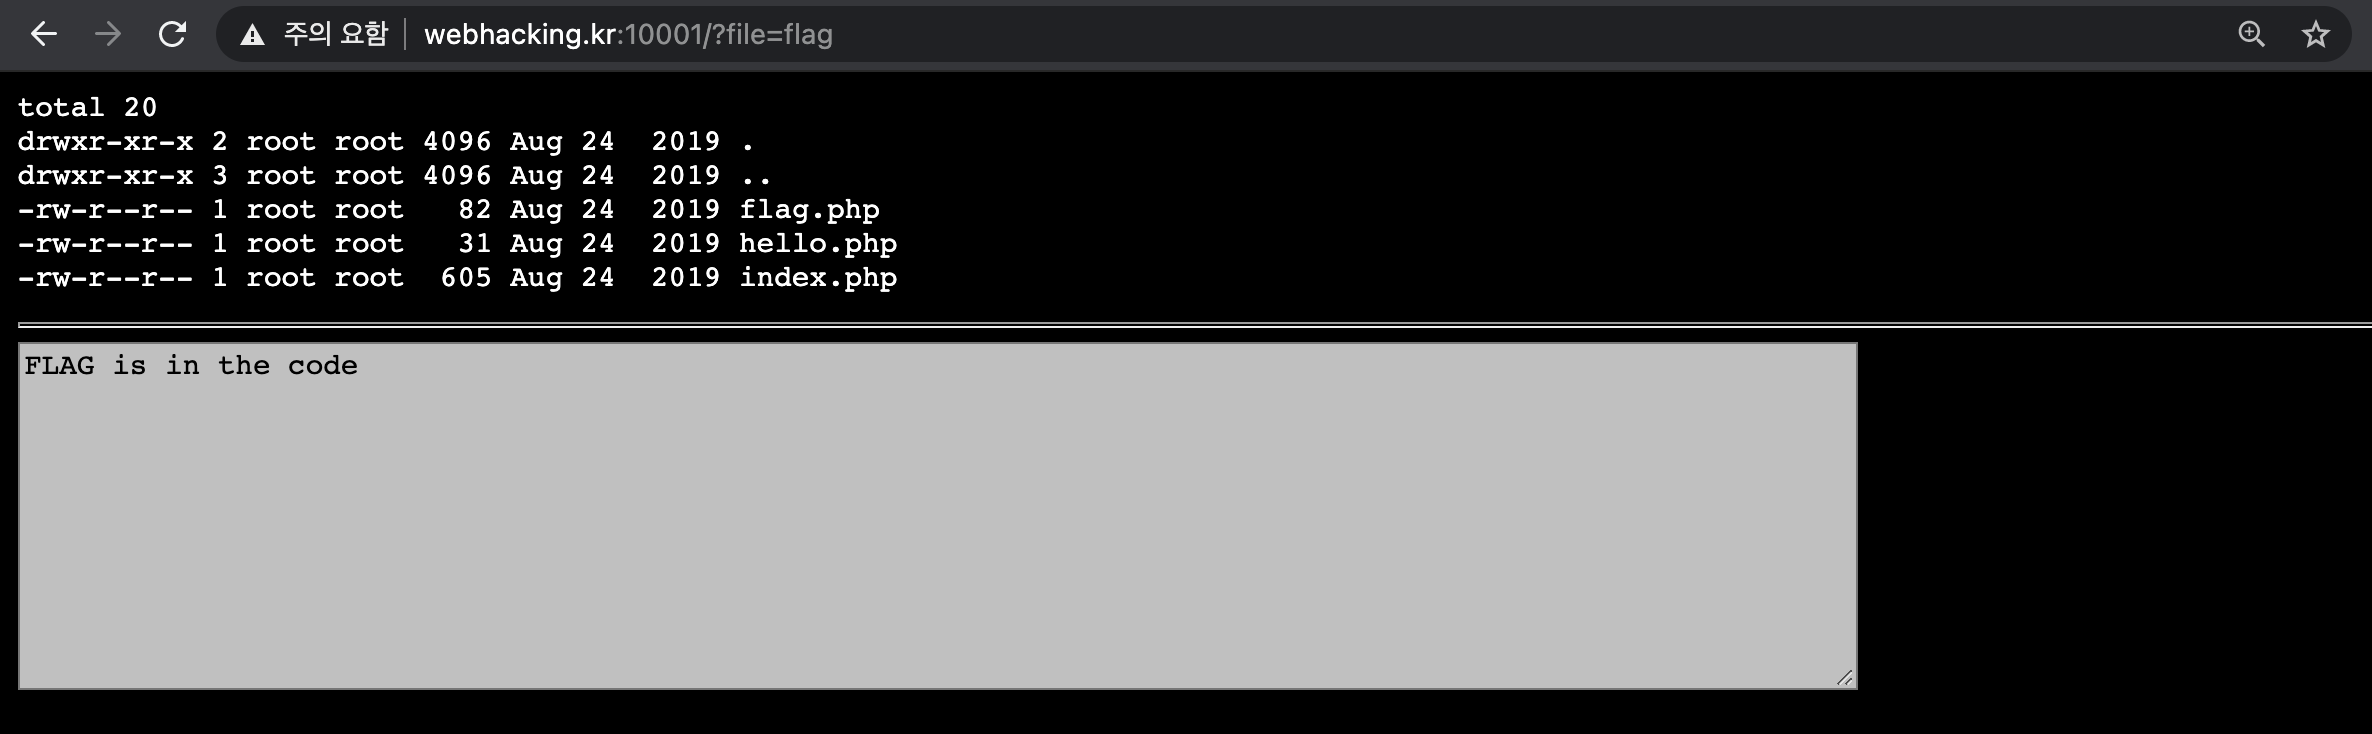 주의 요함 webhacking.kr:10001/?file=flag
total 20
drwxr-xr-x 2 root root 4096 Aug 24  2019 .
drwxr-xr-x 3 root root 4096 Aug 24  2019 ..
-rw-r--r-- 1 root root   82 Aug 24  2019 flag.php
-rw-r--r-- 1 root root   31 Aug 24  2019 hello.php
-rw-r--r-- 1 root root  605 Aug 24  2019 index.php
FLAG is in the code